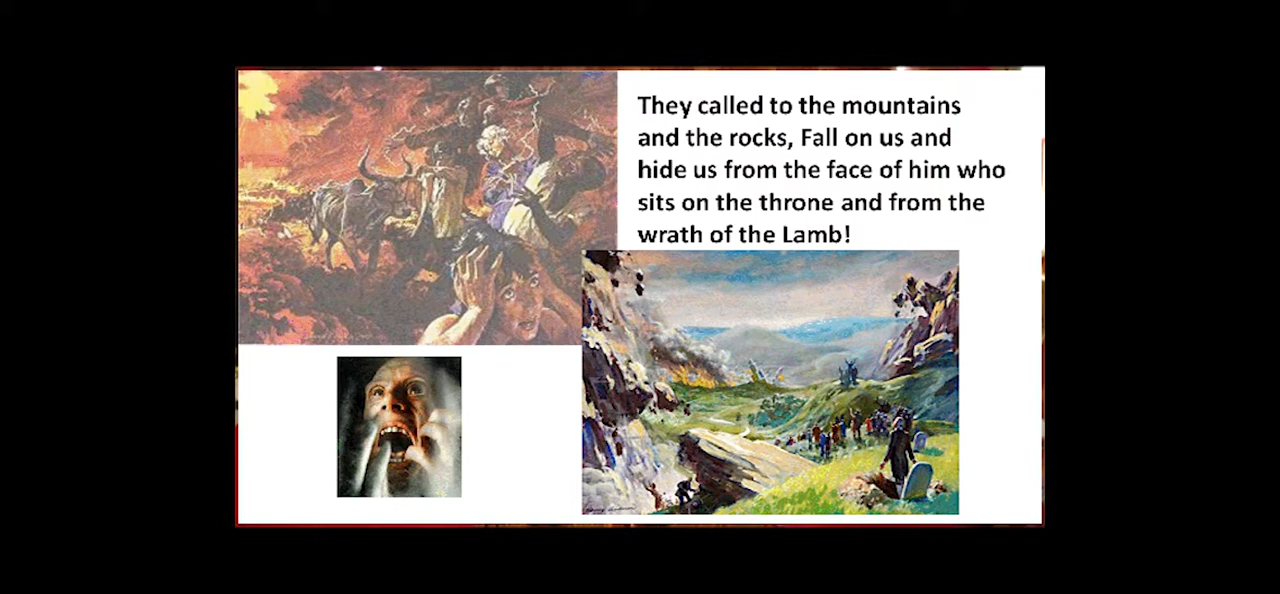 They called to the mountains
and the rocks, Fall on us and
hide us from the face of him who
sits on the throne and from the
wrath of the Lamb!